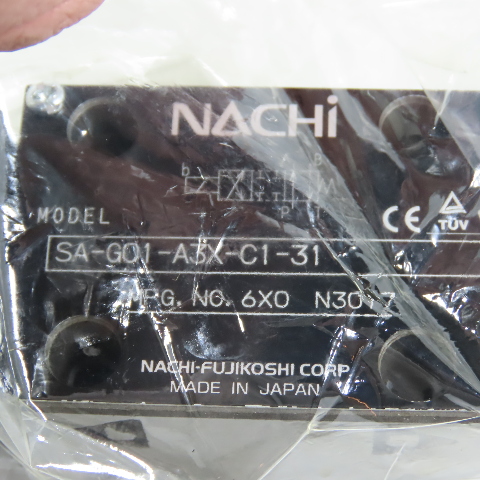 NACHi
b A B
P
MODEL
CE TÜV
SA-G01-A3X-C1-31
MFG. NO. 6X0 N3017
NACHI-FUJIKOSHI CORP
MADE IN JAPAN